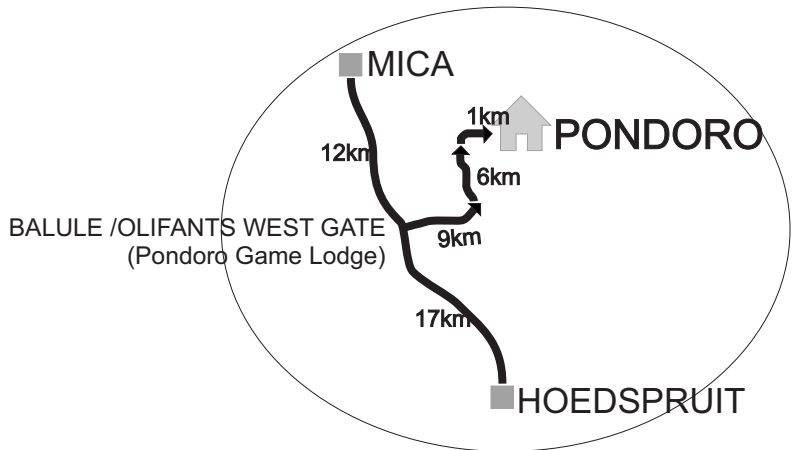 MICA
1km
PONDORO
12km
6km
BALULE /OLIFANTS WEST GATE
(Pondoro Game Lodge)
9km
17km
HOEDSPRUIT